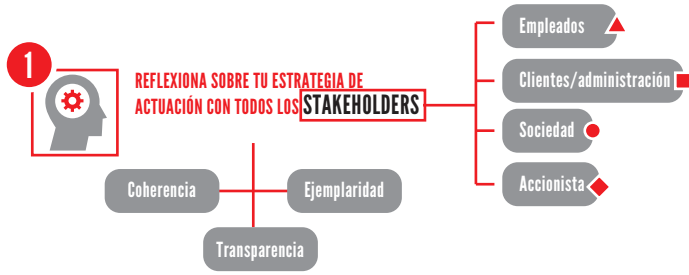 1
REFLEXIONA SOBRE TU ESTRATEGIA DE
ACTUACIÓN CON TODOS LOS STAKEHOLDERS
Empleados
Clientes/administración
Sociedad
Accionista
Coherencia
Ejemplaridad
Transparencia